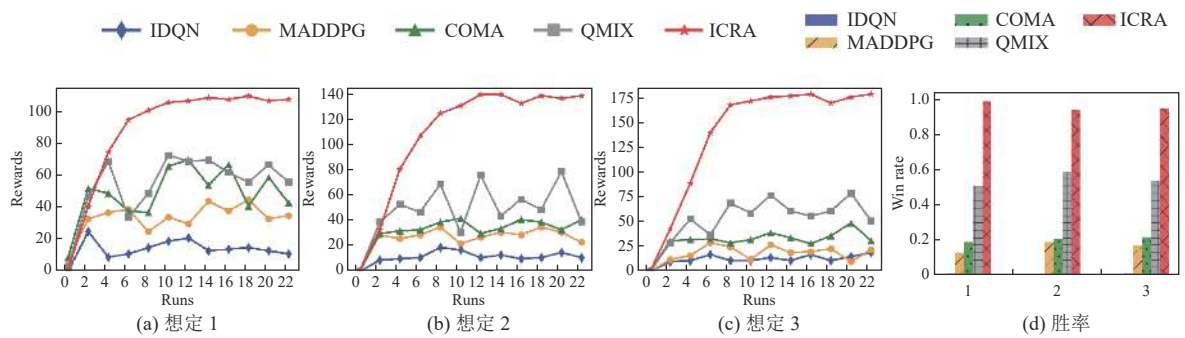 IDQN MADDPG COMA QMIX ICRA
IDQN COMA ICRA
MADDPG QMIX
100
80
60
40
20
0
Rewards
0 2 4 6 8 10 12 14 16 18 20 22
Runs
(a) 想定 1
140
120
100
80
60
40
20
0
Rewards
0 2 4 6 8 10 12 14 16 18 20 22
Runs
(b) 想定 2
175
150
125
100
75
50
25
0
Rewards
0 2 4 6 8 10 12 14 16 18 20 22
Runs
(c) 想定 3
1.0
0.8
0.6
0.4
0.2
0
Win rate
1 2 3
(d) 胜率